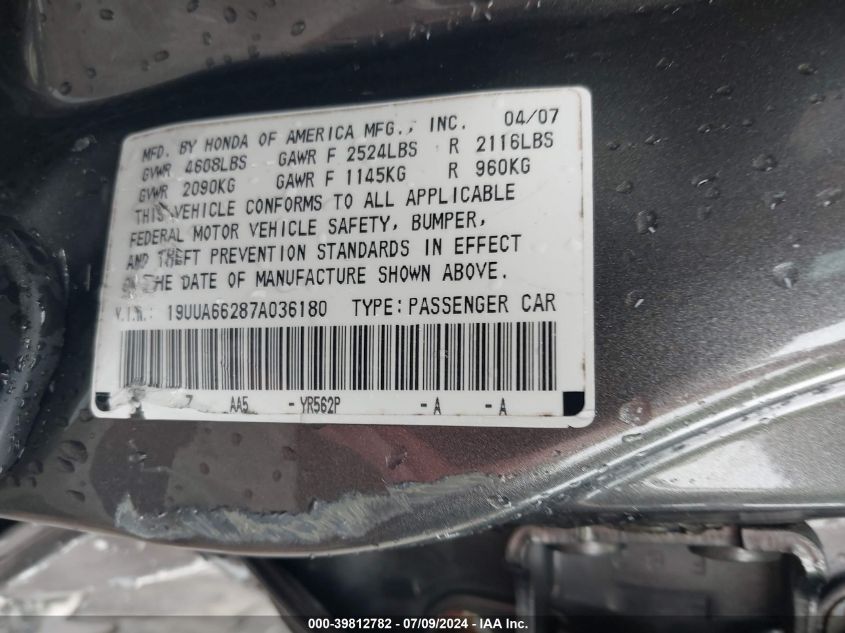 MFD. BY HONDA OF AMERICA MFG., INC. 04/07
GVWR 4608LBS GAWR F 2524LBS R 2116LBS
GVWR 2090KG GAWR F 1145KG R 960KG
THIS VEHICLE CONFORMS TO ALL APPLICABLE
FEDERAL MOTOR VEHICLE SAFETY, BUMPER,
AND THEFT PREVENTION STANDARDS IN EFFECT
ON THE DATE OF MANUFACTURE SHOWN ABOVE.
V.I.N.: 19UUA66287A036180 TYPE: PASSENGER CAR
7 AA5 - YR562P -A -A
000-39812782 - 07/09/2024 - © IAA Inc.